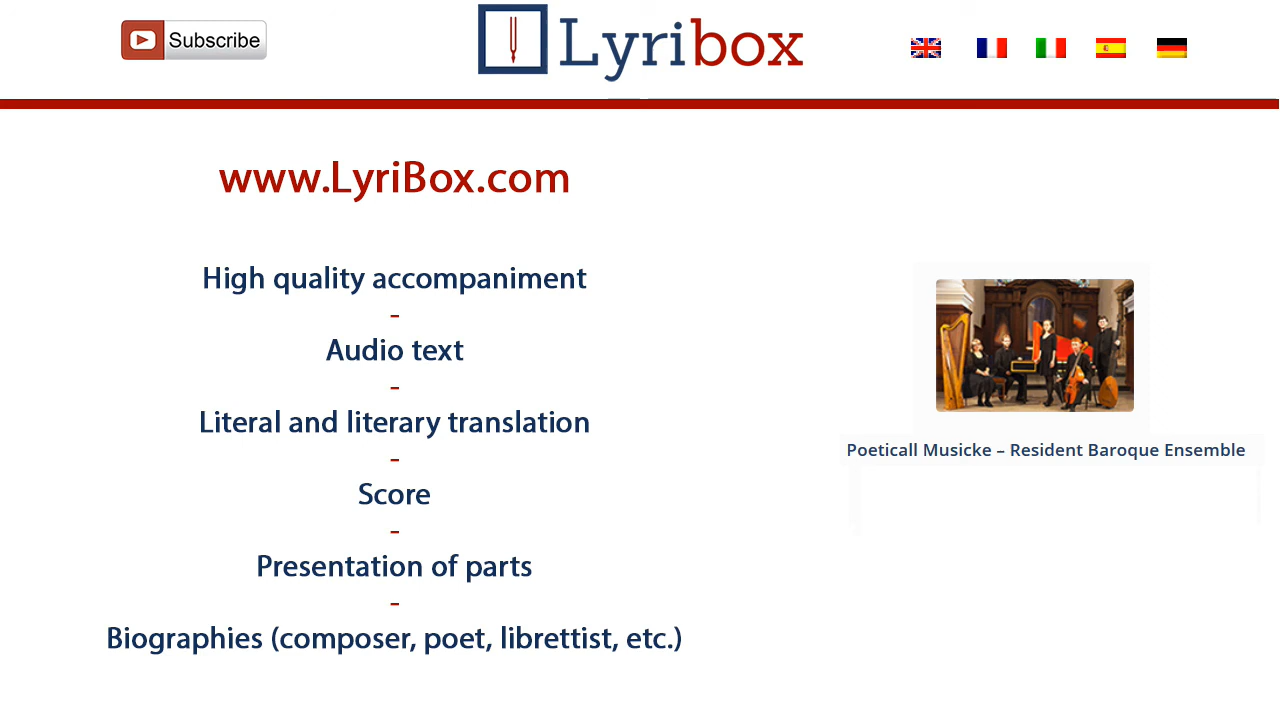 Subscribe
Lyribox
www.LyriBox.com
High quality accompaniment
-
Audio text
-
Literal and literary translation
-
Score
-
Presentation of parts
-
Biographies (composer, poet, librettist, etc.)
Poeticall Musicke – Resident Baroque Ensemble